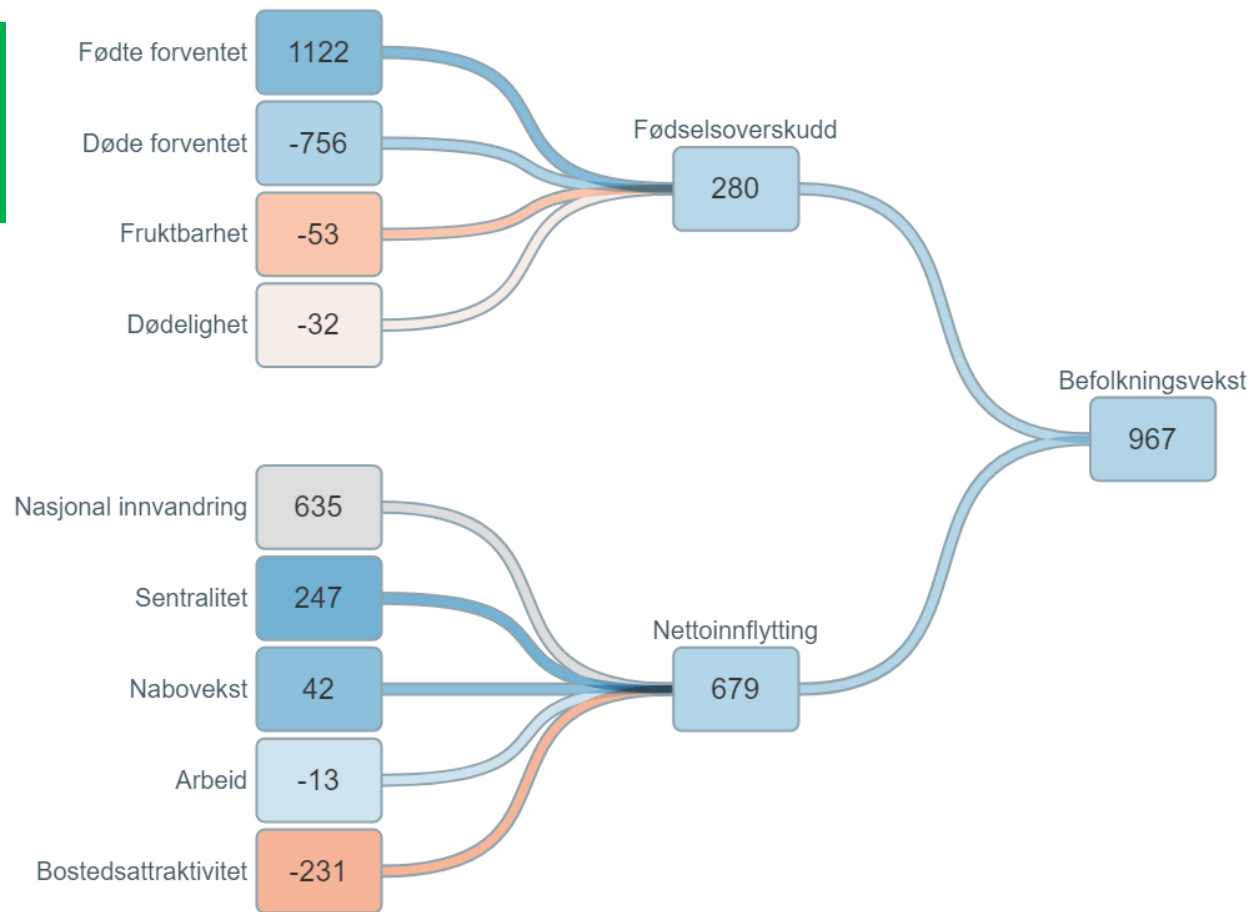 Fødte forventet 1122
Døde forventet -756
Fruktbarhet -53
Dødelighet -32
Fødselsoverskudd
280
Befolkningsvekst
967
Nasjonal innvandring 635
Sentralitet 247
Nabovekst 42
Arbeid -13
Bostedsattraktivitet -231
Nettoinnflytting
679